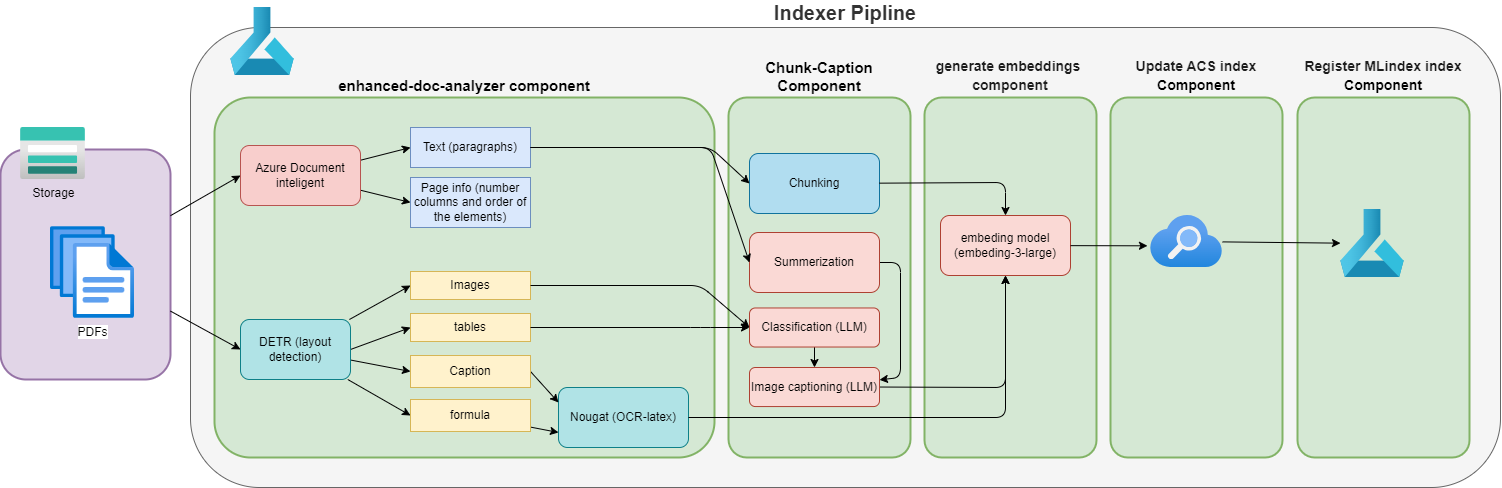 Indexer Pipline
enhanced-doc-analyzer component
Chunk-Caption
Component
generate embeddings
component
Update ACS index
Component
Register MLindex index
Component
Storage
PDFs
Azure Document
inteligent
Text (paragraphs)
Page info (number
columns and order of
the elements)
DETR (layout
detection)
Images
tables
Caption
formula
Nougat (OCR-latex)
Chunking
Summerization
Classification (LLM)
Image captioning (LLM)
embeding model
(embeding-3-large)